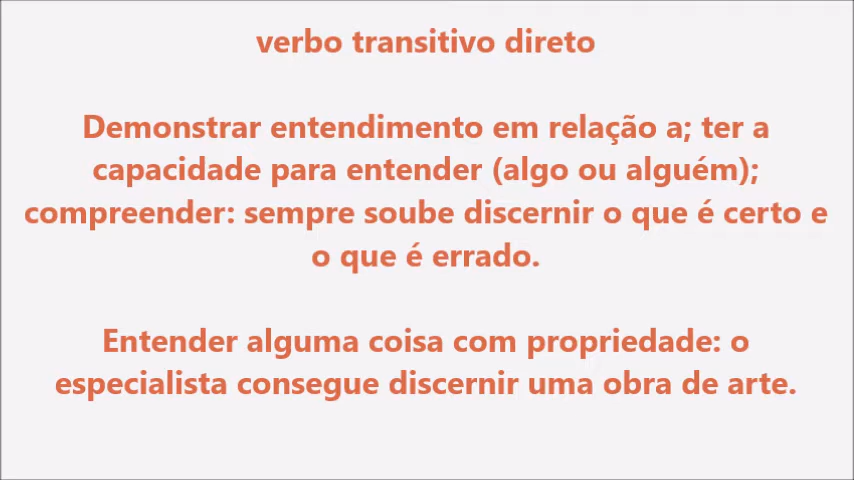 verbo transitivo direto
Demonstrar entendimento em relação a; ter a
capacidade para entender (algo ou alguém);
compreender: sempre soube discernir o que é certo e
o que é errado.
Entender alguma coisa com propriedade: o
especialista consegue discernir uma obra de arte.